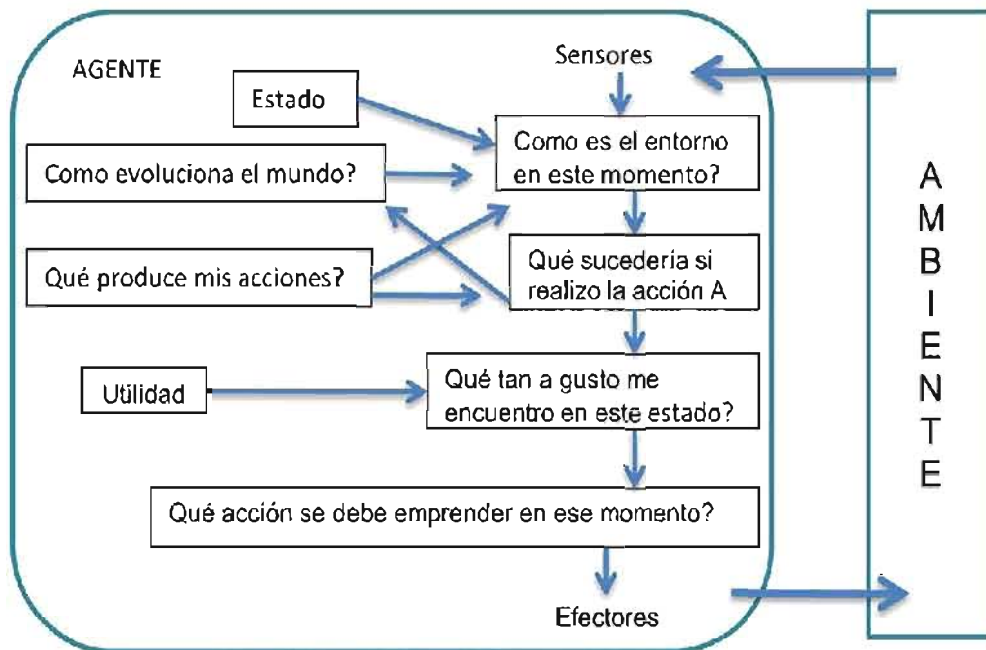 AGENTE
Sensores
Estado
Como es el entorno
en este momento?
Como evoluciona el mundo?
Qué produce mis acciones?
Qué sucedería si
realizo la acción A
Utilidad
Qué tan a gusto me
encuentro en este estado?
Qué acción se debe emprender en ese momento?
Efectores
AMBIENTE